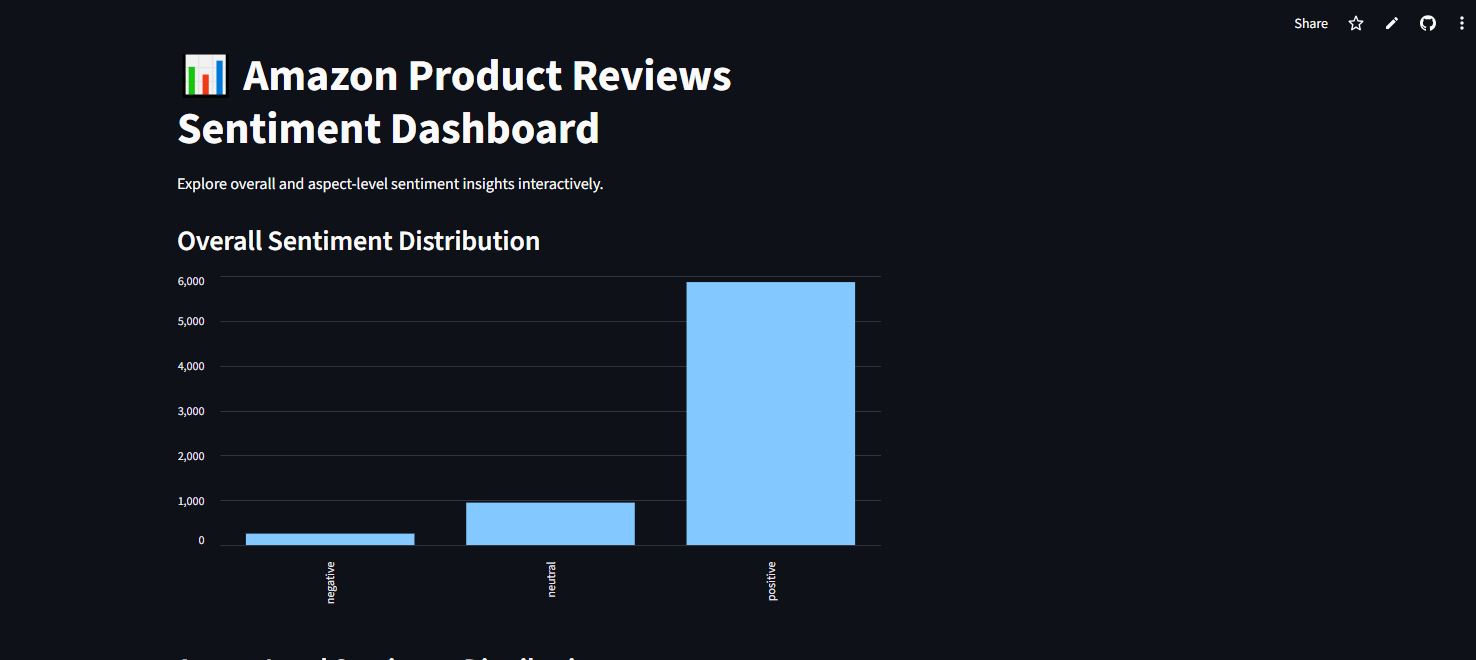 Share
Amazon Product Reviews
Sentiment Dashboard
Explore overall and aspect-level sentiment insights interactively.
Overall Sentiment Distribution
6,000
5,000
4,000
3,000
2,000
1,000
0
negative
neutral
positive